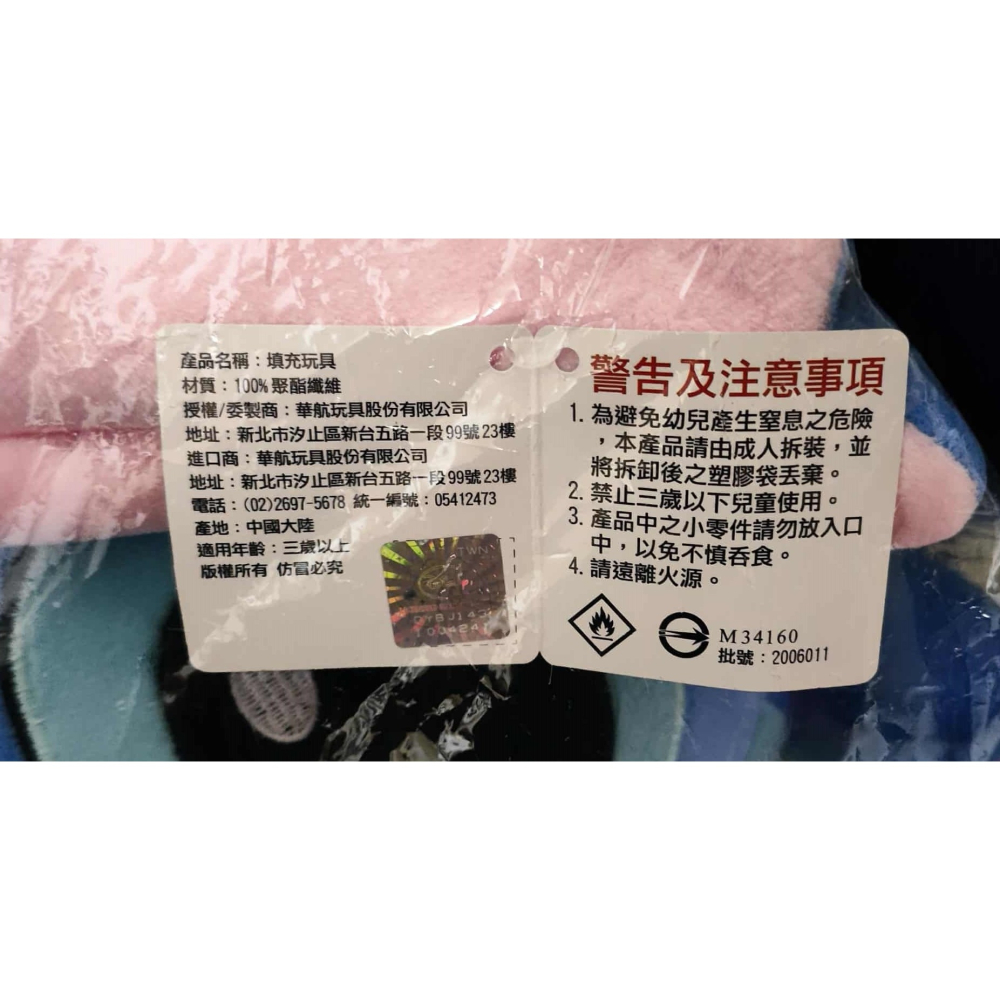 產品名稱：填充玩具
材質：100% 聚酯纖維
授權/委製商：華航玩具股份有限公司
地址：新北市汐止區新台五路一段99號23樓
進口商：華航玩具股份有限公司
地址：新北市汐止區新台五路一段99號23樓
電話：(02)2697-5678 統一編號：05412473
產地：中國大陸
適用年齡：三歲以上
版權所有 仿冒必究
TWN
警告及注意事項
1. 為避免幼兒產生窒息之危險
，本產品請由成人拆裝，並
將拆卸後之塑膠袋丟棄。
2. 禁止三歲以下兒童使用。
3. 產品中之小零件請勿放入口
中，以免不慎吞食。
4. 請遠離火源。
M34160
批號：2006011